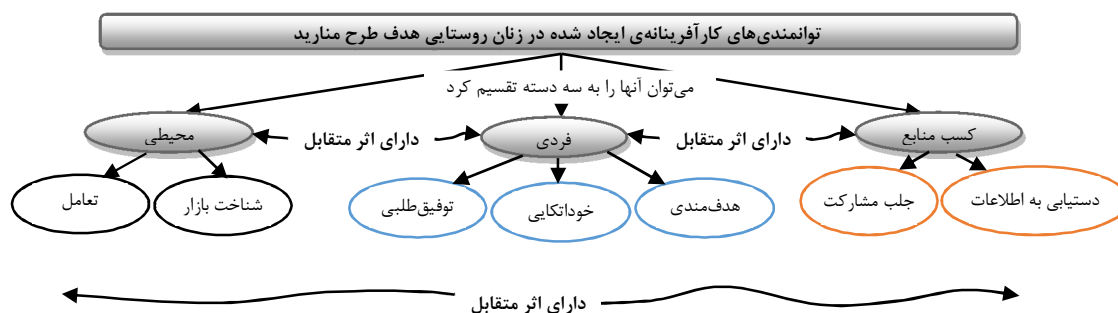 توانمندی‌های کارآفرینانه‌ی ایجاد شده در زنان روستایی هدف طرح منارید
می‌توان آنها را به سه دسته تقسیم کرد
کسب منابع
دارای اثر متقابل
فردی
دارای اثر متقابل
محیطی
دستیابی به اطلاعات
جلب مشارکت
هدف‌مندی
خوداتکایی
توفیق‌طلبی
شناخت بازار
تعامل
دارای اثر متقابل